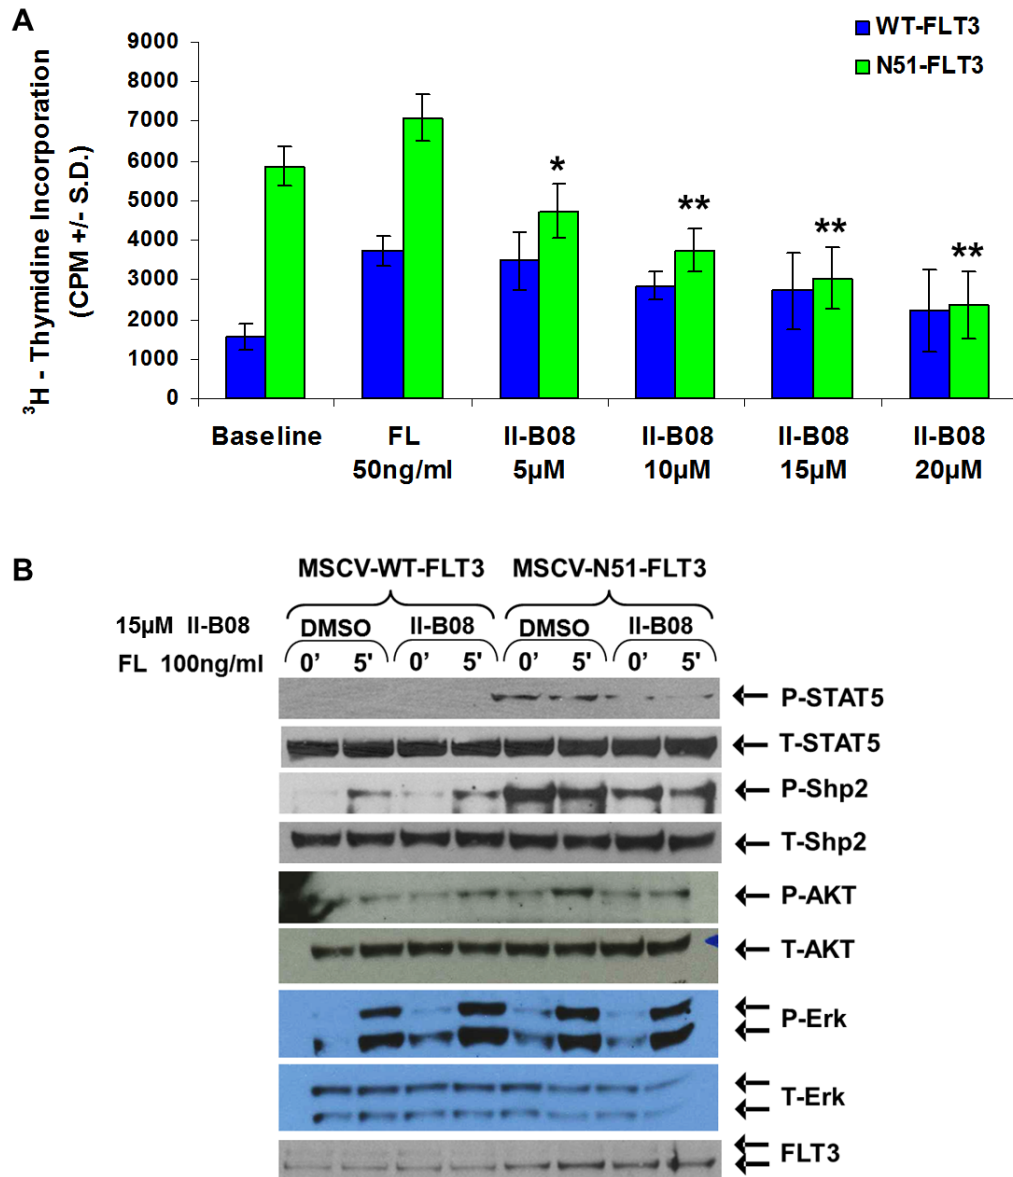 A
WT-FLT3
N51-FLT3
³H - Thymidine Incorporation
(CPM +/- S.D.)
9000
8000
7000
6000
5000
4000
3000
2000
1000
0
*
**
**
**
Baseline
FL
50ng/ml
II-B08
5µM
II-B08
10µM
II-B08
15µM
II-B08
20µM
B
MSCV-WT-FLT3 MSCV-N51-FLT3
15µM II-B08 DMSO II-B08 DMSO II-B08
FL 100ng/ml 0' 5' 0' 5' 0' 5' 0' 5'
P-STAT5
T-STAT5
P-Shp2
T-Shp2
P-AKT
T-AKT
P-Erk
T-Erk
FLT3